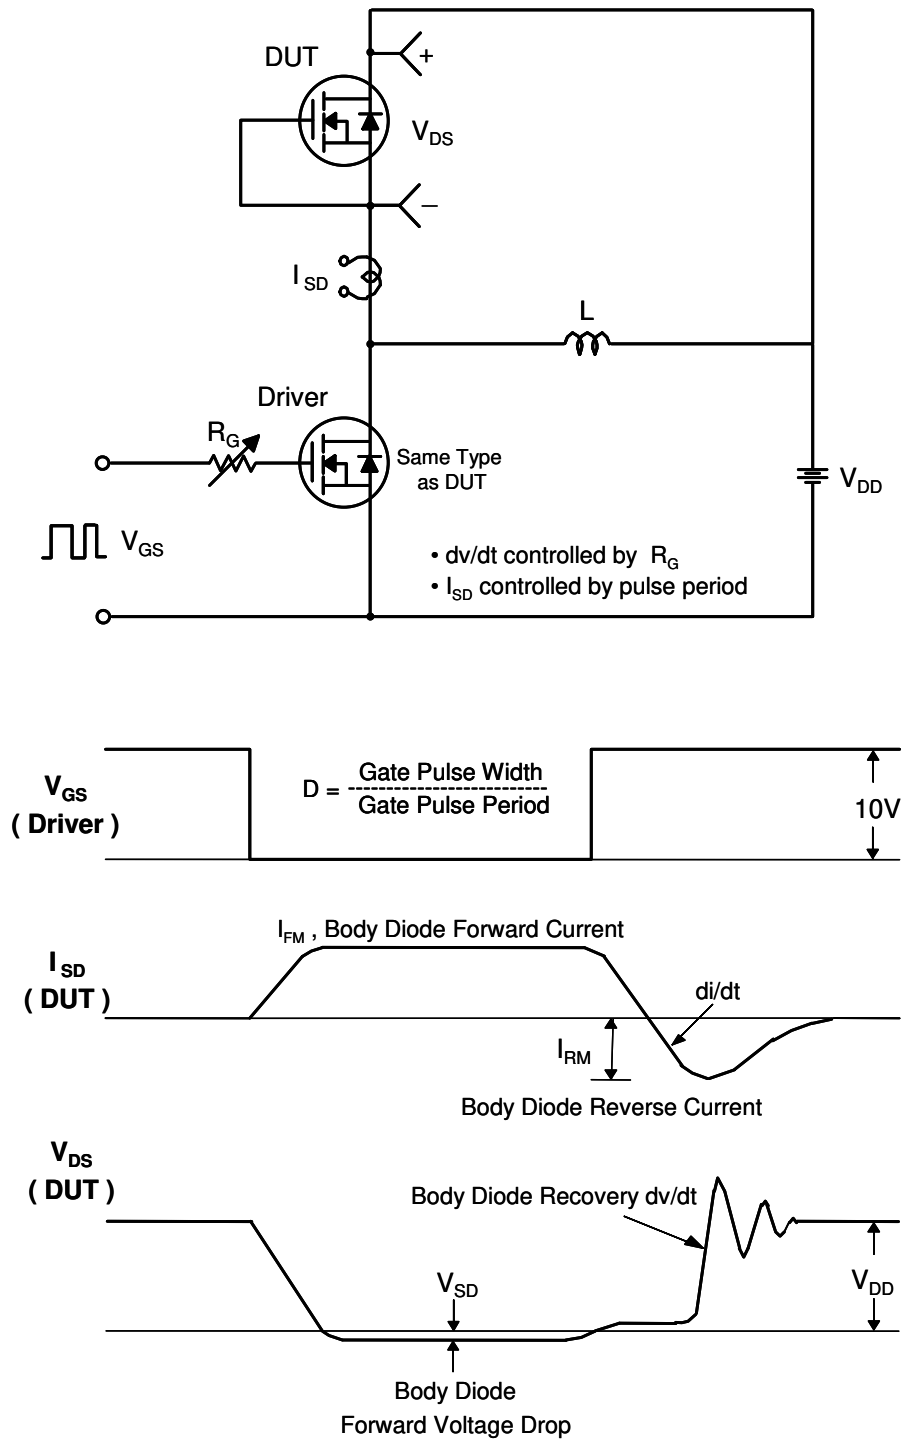 DUT
+
V_DS
−
I_SD
L
Driver
R_G
Same Type
as DUT
V_DD
V_GS
• dv/dt controlled by R_G
• I_SD controlled by pulse period
V_GS
( Driver )
D = Gate Pulse Width
Gate Pulse Period
10V
I_FM , Body Diode Forward Current
I_SD
( DUT )
di/dt
I_RM
Body Diode Reverse Current
V_DS
( DUT )
Body Diode Recovery dv/dt
V_SD
V_DD
Body Diode
Forward Voltage Drop